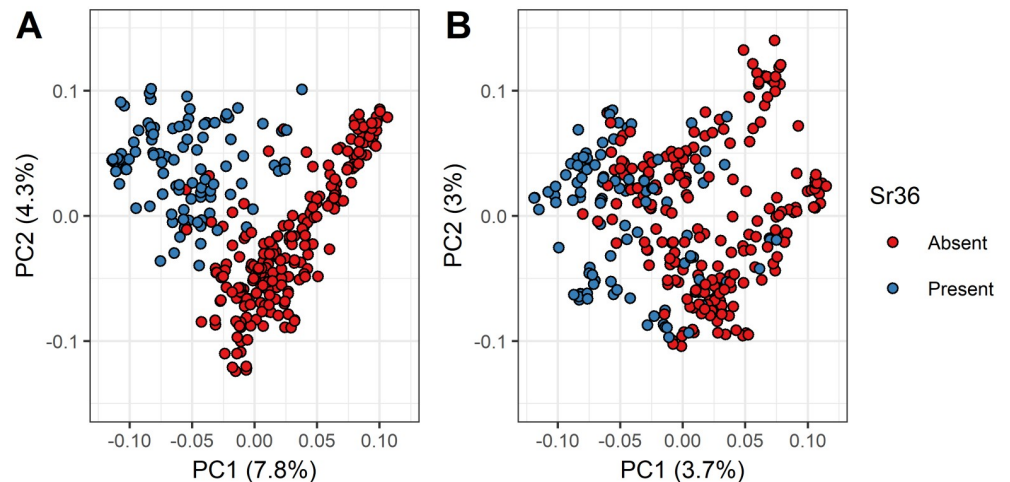 A
B
0.1
0.0
-0.1
PC2 (4.3%)
-0.10 -0.05 0.00 0.05 0.10
PC1 (7.8%)
0.1
0.0
-0.1
PC2 (3%)
-0.10 -0.05 0.00 0.05 0.10
PC1 (3.7%)
Sr36
Absent
Present